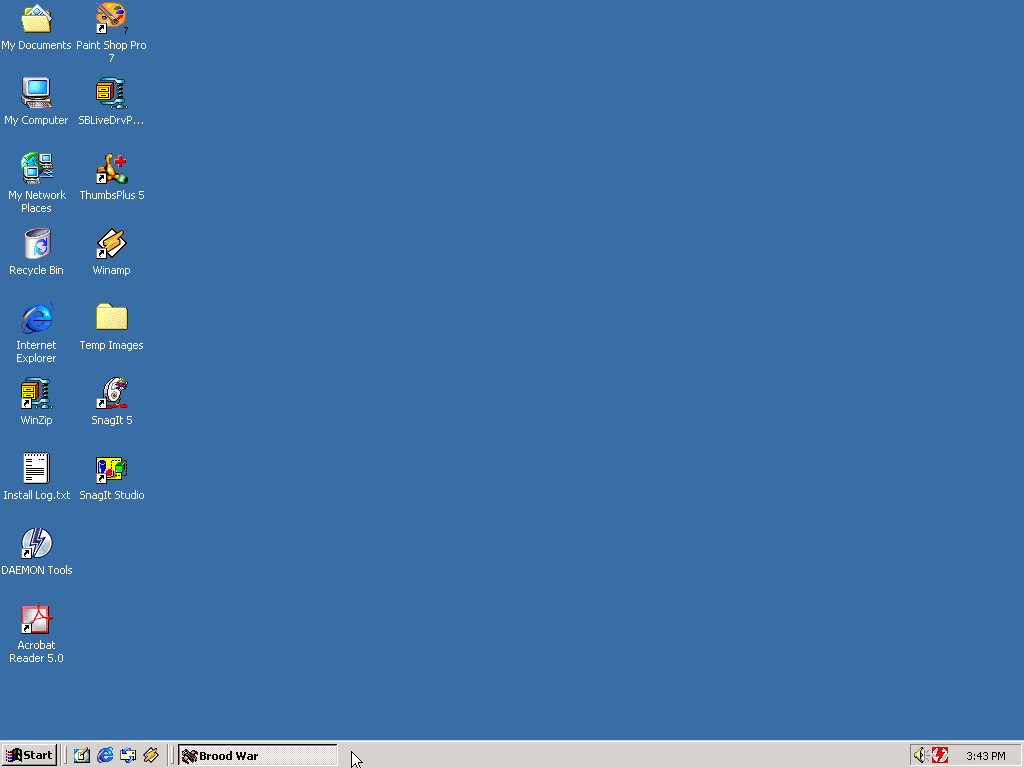 My Documents
Paint Shop Pro
7
My Computer
SBLiveDrvP...
My Network
Places
ThumbsPlus 5
Recycle Bin
Winamp
Internet
Explorer
Temp Images
WinZip
SnagIt 5
Install Log.txt
SnagIt Studio
DAEMON Tools
Acrobat
Reader 5.0
Start
Brood War
3:43 PM